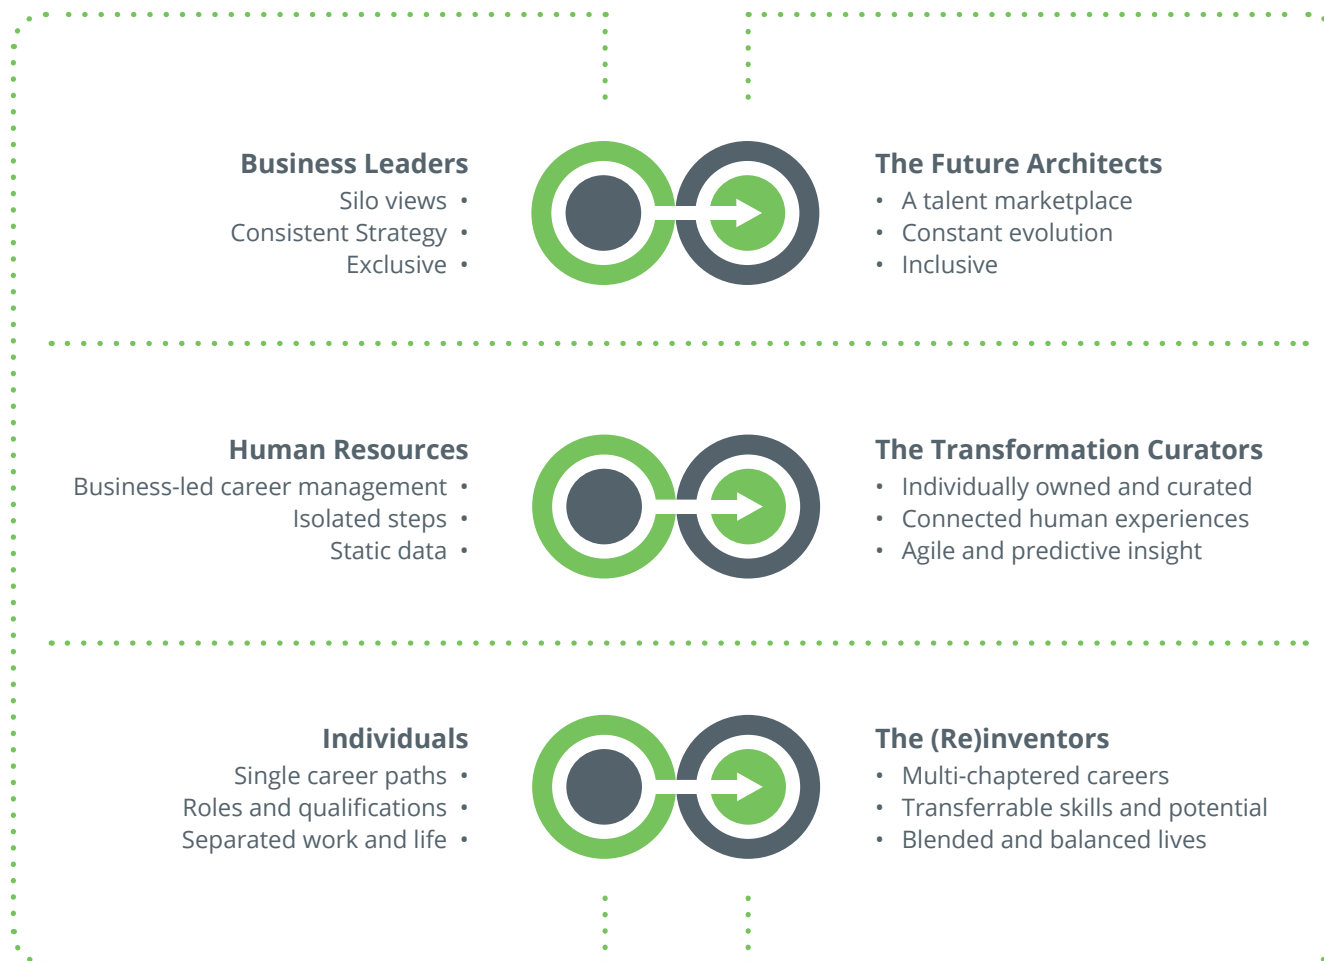 Business Leaders
Silo views •
Consistent Strategy •
Exclusive •
The Future Architects
• A talent marketplace
• Constant evolution
• Inclusive
Human Resources
Business-led career management •
Isolated steps •
Static data •
The Transformation Curators
• Individually owned and curated
• Connected human experiences
• Agile and predictive insight
Individuals
Single career paths •
Roles and qualifications •
Separated work and life •
The (Re)inventors
• Multi-chaptered careers
• Transferrable skills and potential
• Blended and balanced lives